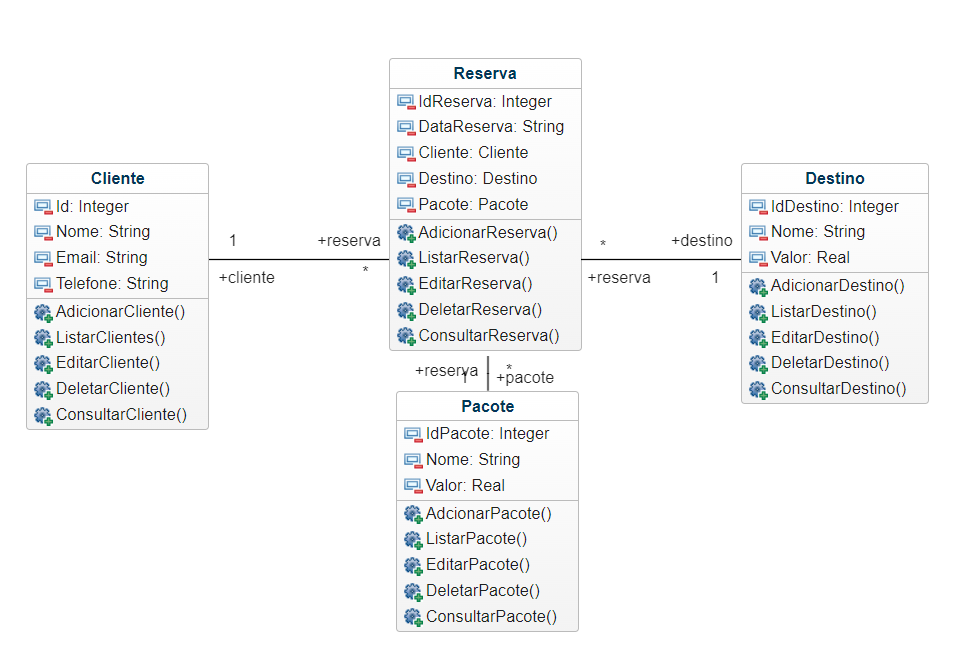 Reserva
IdReserva: Integer
DataReserva: String
Cliente: Cliente
Destino: Destino
Pacote: Pacote
AdicionarReserva()
ListarReserva()
EditarReserva()
DeletarReserva()
ConsultarReserva()
Cliente
Id: Integer
Nome: String
Email: String
Telefone: String
AdicionarCliente()
ListarClientes()
EditarCliente()
DeletarCliente()
ConsultarCliente()
1
+reserva
+cliente
*
*
+destino
+reserva
1
Destino
IdDestino: Integer
Nome: String
Valor: Real
AdicionarDestino()
ListarDestino()
EditarDestino()
DeletarDestino()
ConsultarDestino()
+reserva
*
1
+pacote
Pacote
IdPacote: Integer
Nome: String
Valor: Real
AdcionarPacote()
ListarPacote()
EditarPacote()
DeletarPacote()
ConsultarPacote()